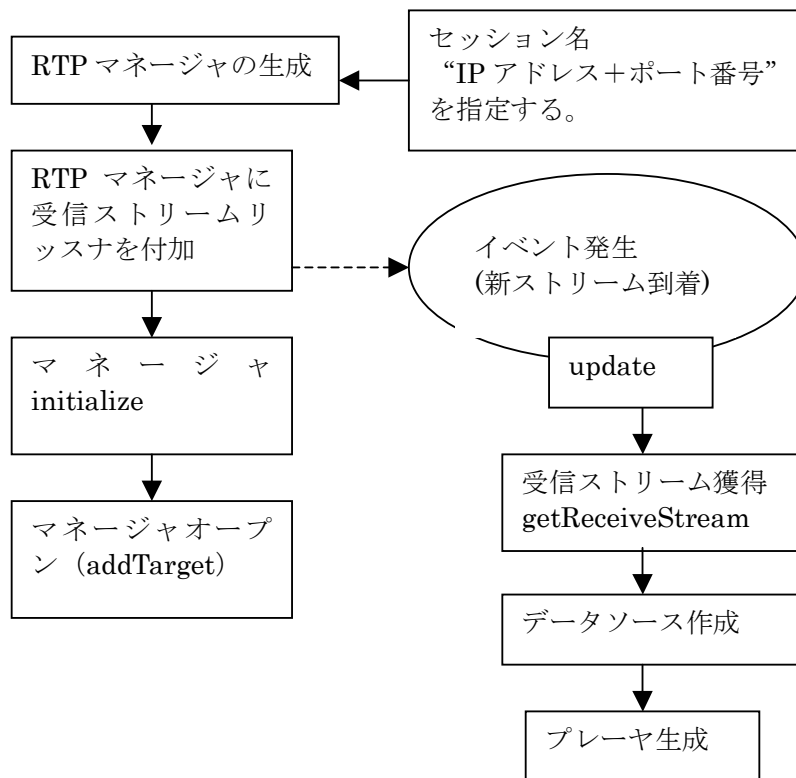 RTP マネージャの生成
セッション名
“IP アドレス＋ポート番号”
を指定する。
RTP マネージャに
受信ストリームリ
ッスナを付加
イベント発生
(新ストリーム到着)
マネージャ
initialize
update
マネージャオープ
ン（addTarget）
受信ストリーム獲得
getReceiveStream
データソース作成
プレーヤ生成